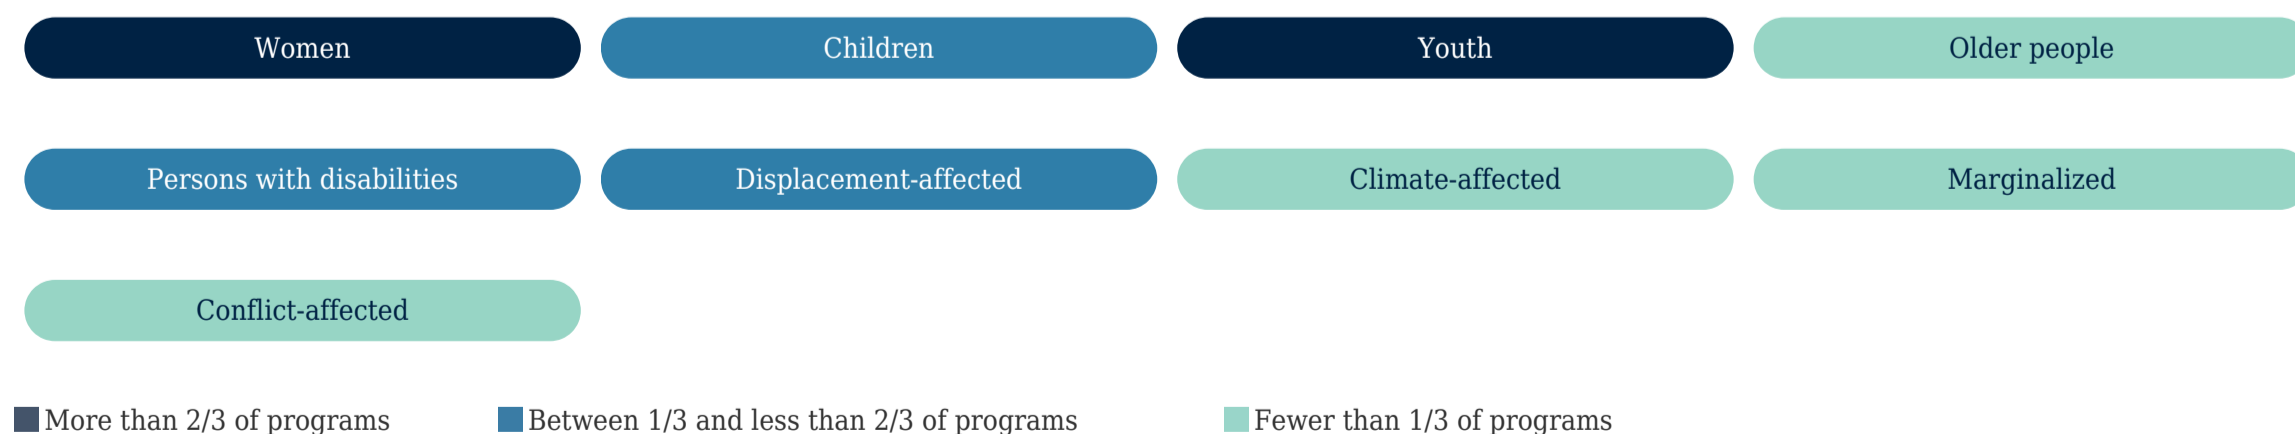 Women
Children
Youth
Older people
Persons with disabilities
Displacement-affected
Climate-affected
Marginalized
Conflict-affected
More than 2/3 of programs
Between 1/3 and less than 2/3 of programs
Fewer than 1/3 of programs